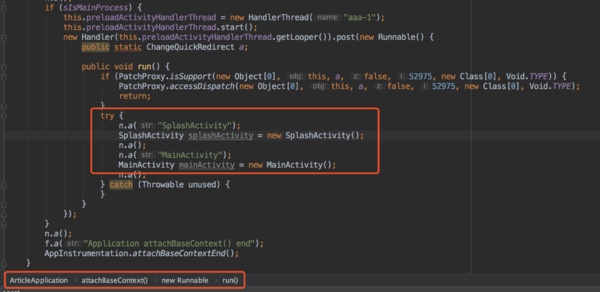 if (sIsMainProcess) {
this.preloadActivityHandlerThread = new HandlerThread( name: "aaa-1");
this.preloadActivityHandlerThread.start();
new Handler(this.preloadActivityHandlerThread.getLooper()).post(new Runnable() {
public static ChangeQuickRedirect a;
public void run() {
if (PatchProxy.isSupport(new Object[0], obj: this, a, z: false, i: 52975, new Class[0], Void.TYPE)) {
PatchProxy.accessDispatch(new Object[0], obj: this, a, z: false, i: 52975, new Class[0], Void.TYPE);
return;
}
try {
n.a( str: "SplashActivity");
SplashActivity splashActivity = new SplashActivity();
n.a();
n.a( str: "MainActivity");
MainActivity mainActivity = new MainActivity();
n.a();
} catch (Throwable unused) {
}
}
});
}
n.a();
f.a( str: "Application attachBaseContext() end");
AppInstrumentation.attachBaseContextEnd();
}
ArticleApplication › attachBaseContext() › new Runnable › run()